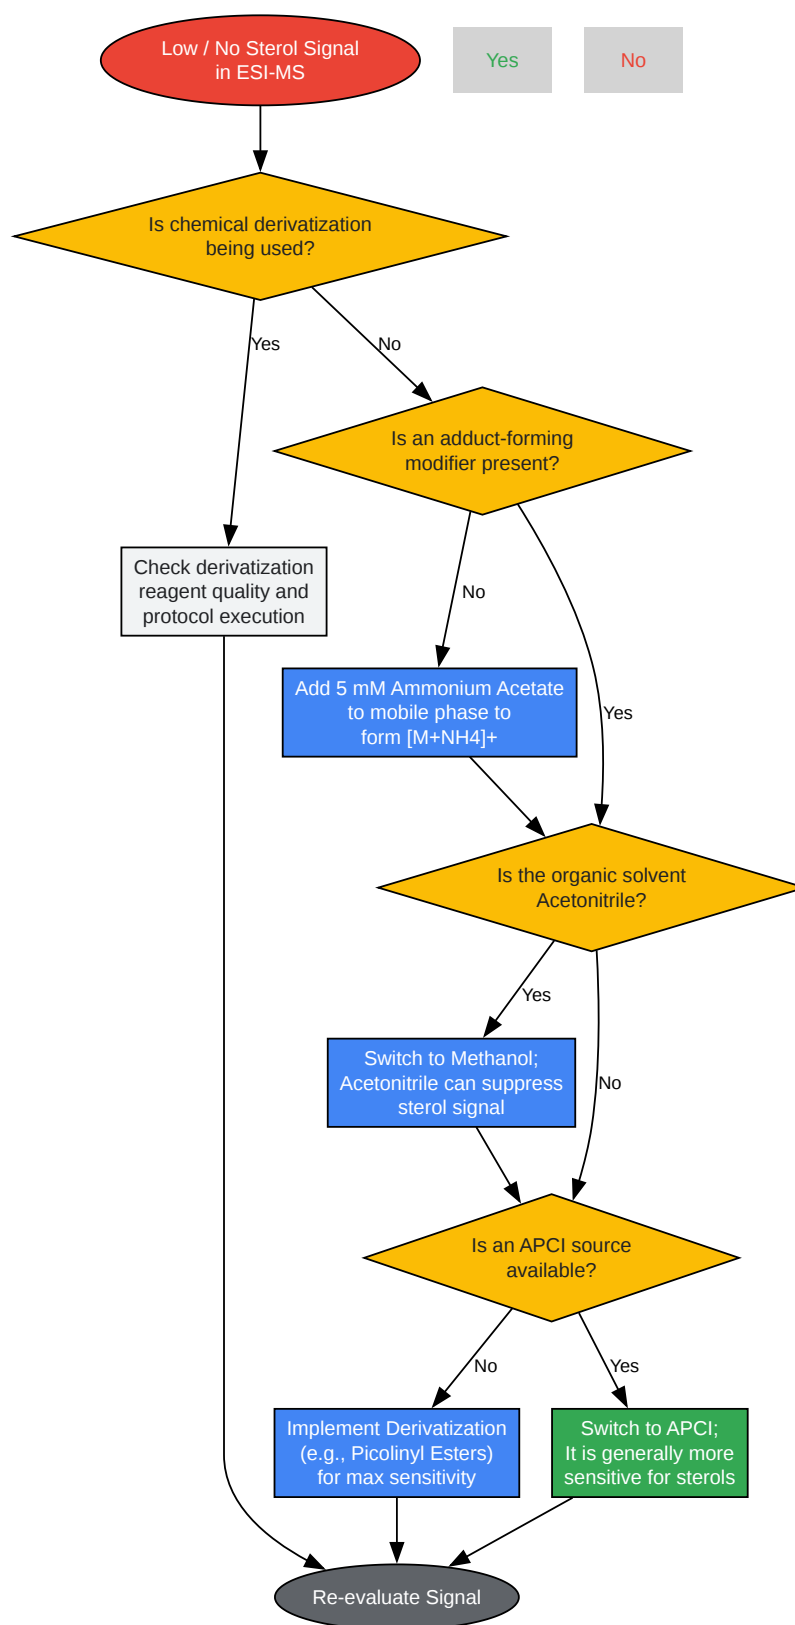 Low / No Sterol Signal
in ESI-MS
Yes
No
Is chemical derivatization
being used?
Yes
No
Is an adduct-forming
modifier present?
Check derivatization
reagent quality and
protocol execution
No
Add 5 mM Ammonium Acetate
to mobile phase to
form [M+NH4]+
Yes
Is the organic solvent
Acetonitrile?
Yes
Switch to Methanol;
Acetonitrile can suppress
sterol signal
No
Is an APCI source
available?
No
Yes
Implement Derivatization
(e.g., Picolinyl Esters)
for max sensitivity
Switch to APCI;
It is generally more
sensitive for sterols
Re-evaluate Signal